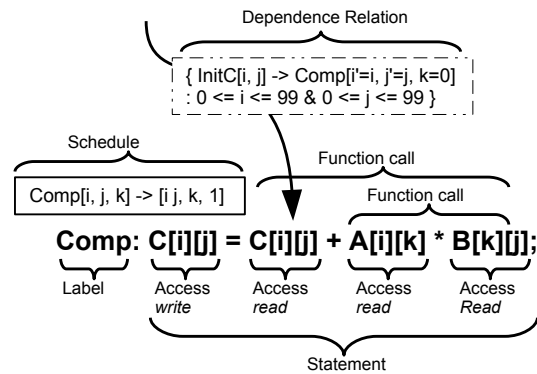 Dependence Relation
{ InitC[i, j] -> Comp[i'=i, j'=j, k=0]
: 0 <= i <= 99 & 0 <= j <= 99 }
Schedule
Function call
Comp[i, j, k] -> [i j, k, 1]
Function call
Comp: C[i][j] = C[i][j] + A[i][k] * B[k][j];
Label Access Access Access Access
write read read Read
Statement